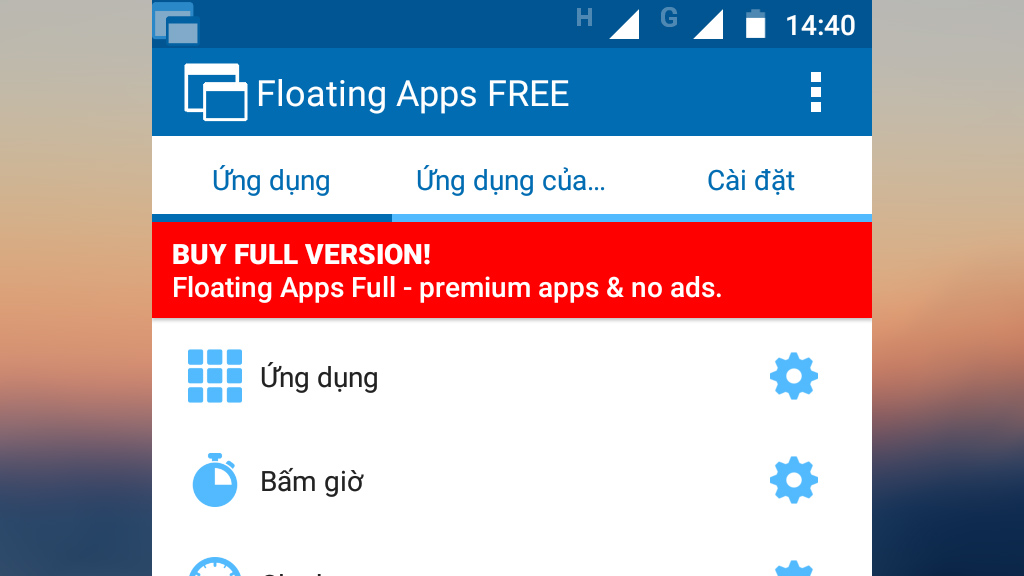 H G 14:40
Floating Apps FREE
Ứng dụng Ứng dụng của... Cài đặt
BUY FULL VERSION!
Floating Apps Full - premium apps & no ads.
Ứng dụng
Bấm giờ